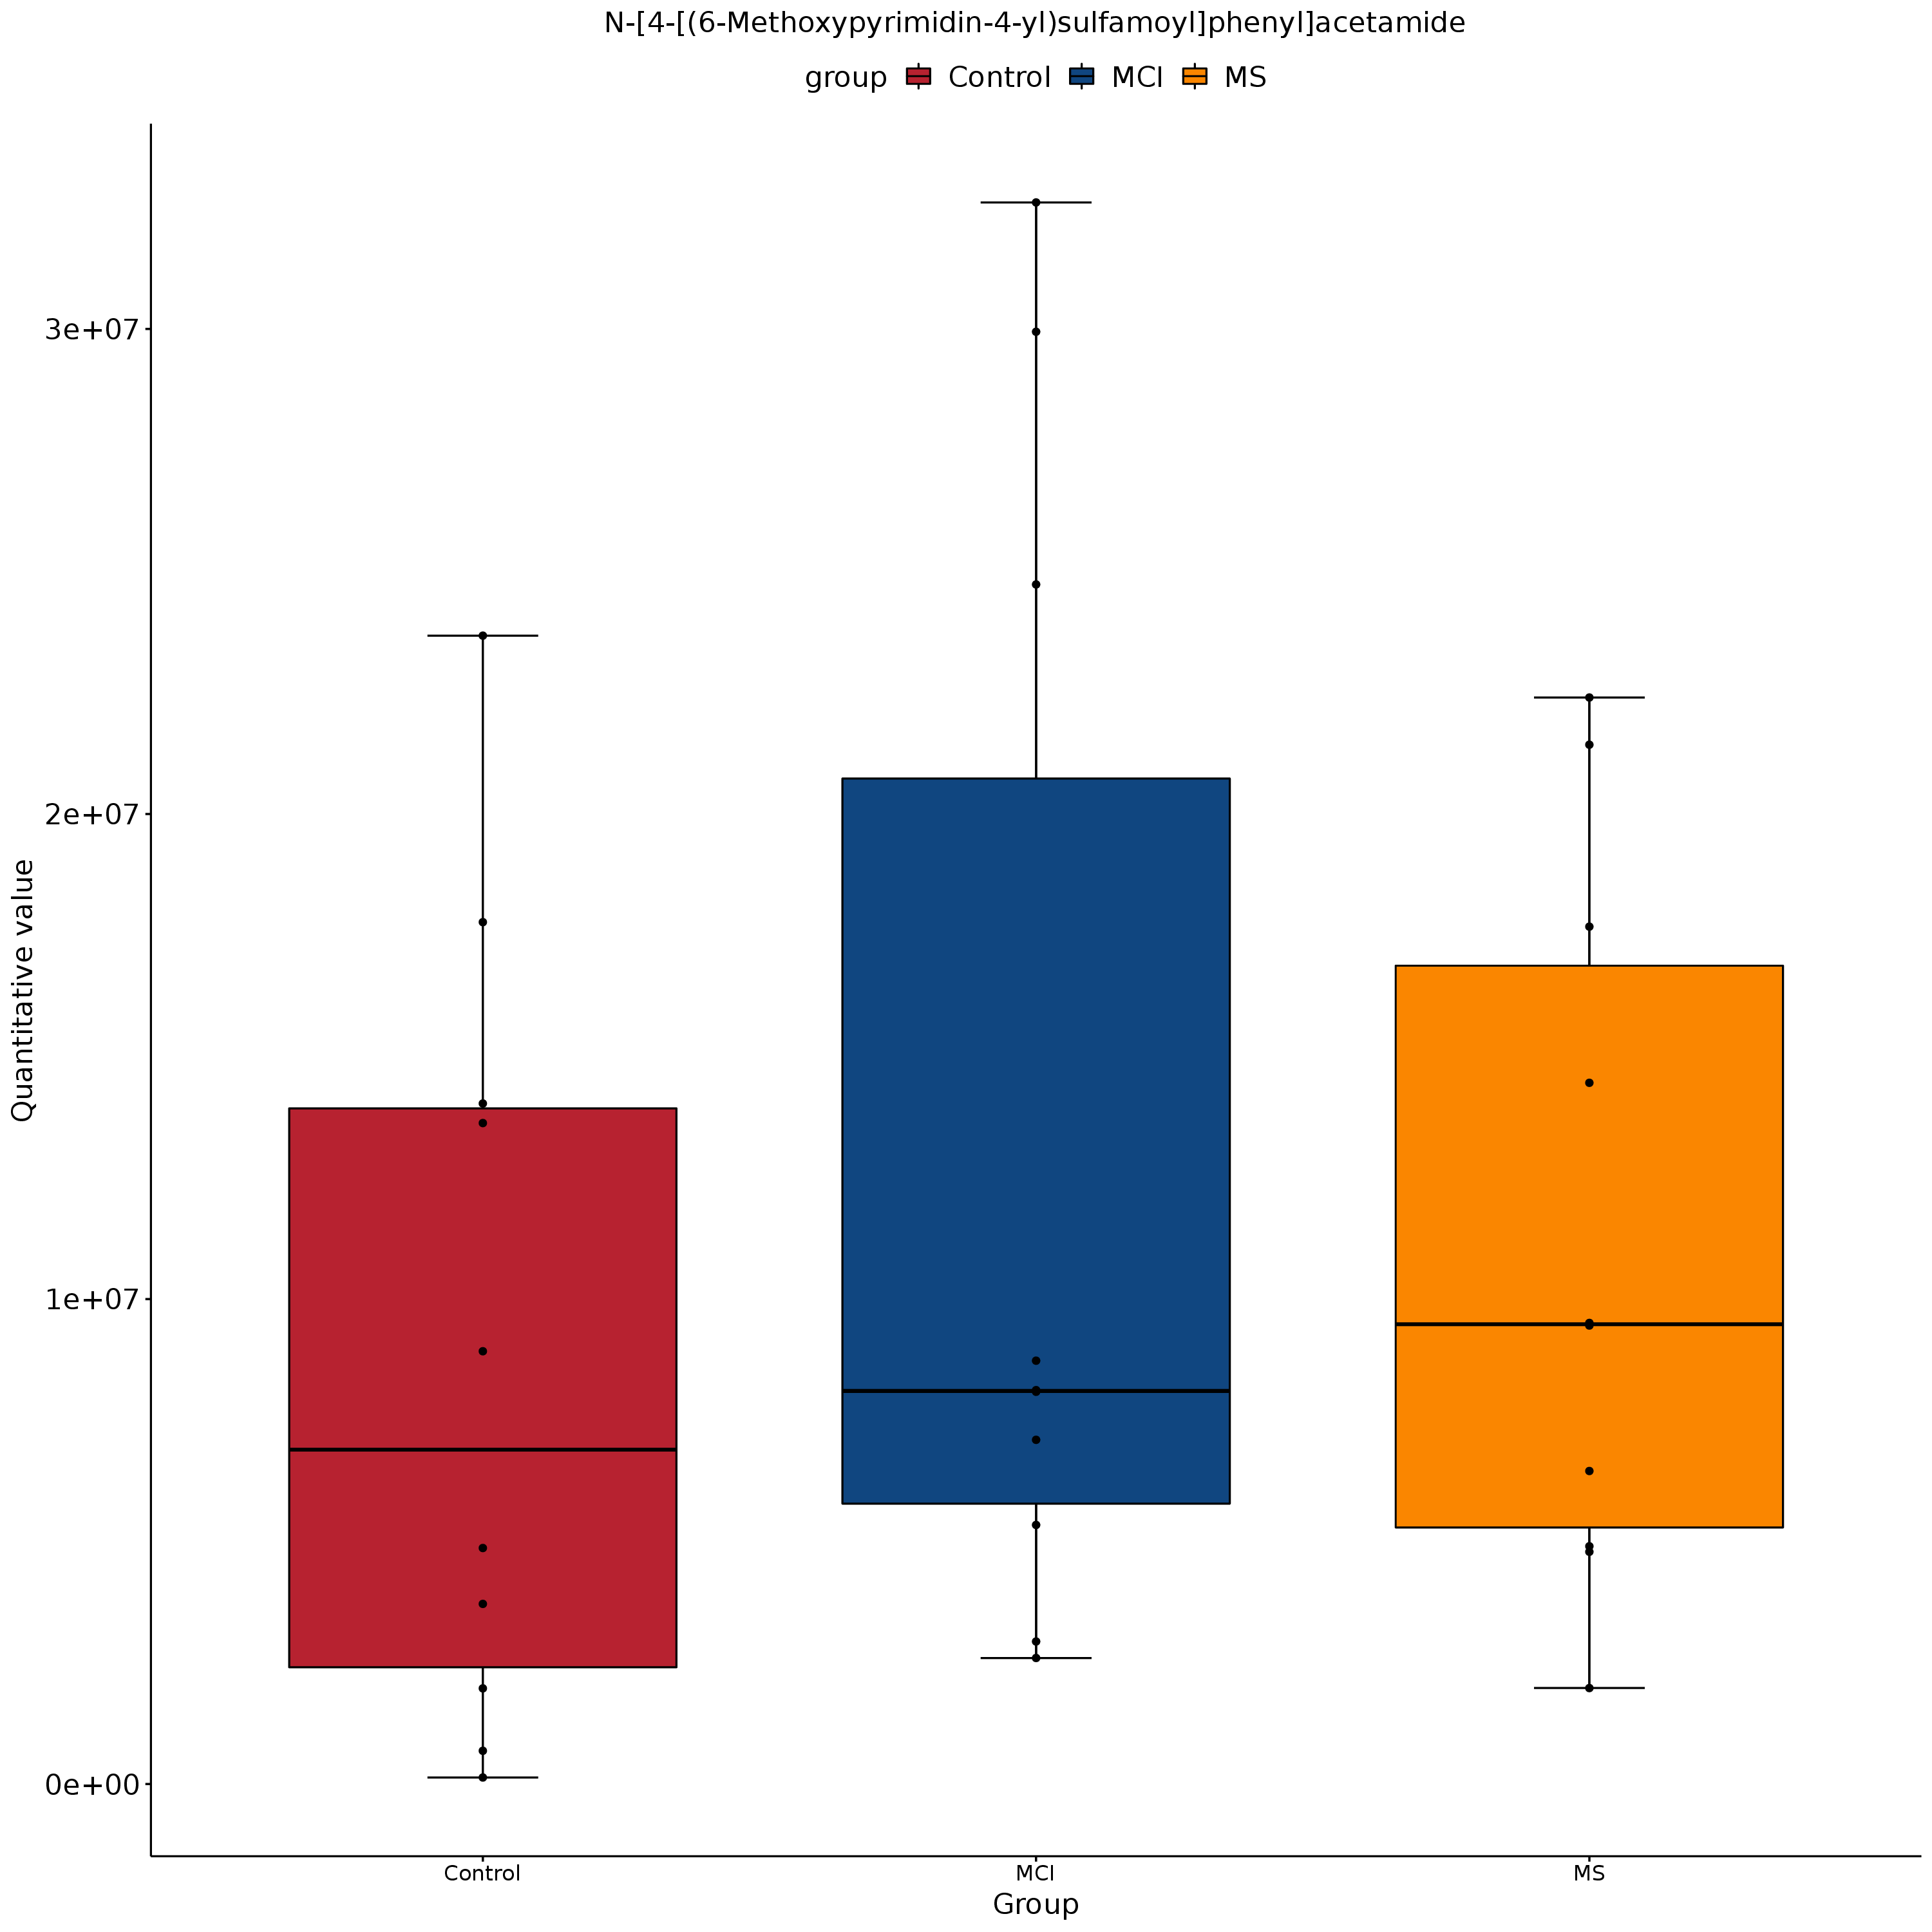 N-[4-[(6-Methoxypyrimidin-4-yl)sulfamoyl]phenyl]acetamide
group Control MCI MS
3e+07
2e+07
1e+07
0e+00
Quantitative value
Control MCI MS
Group